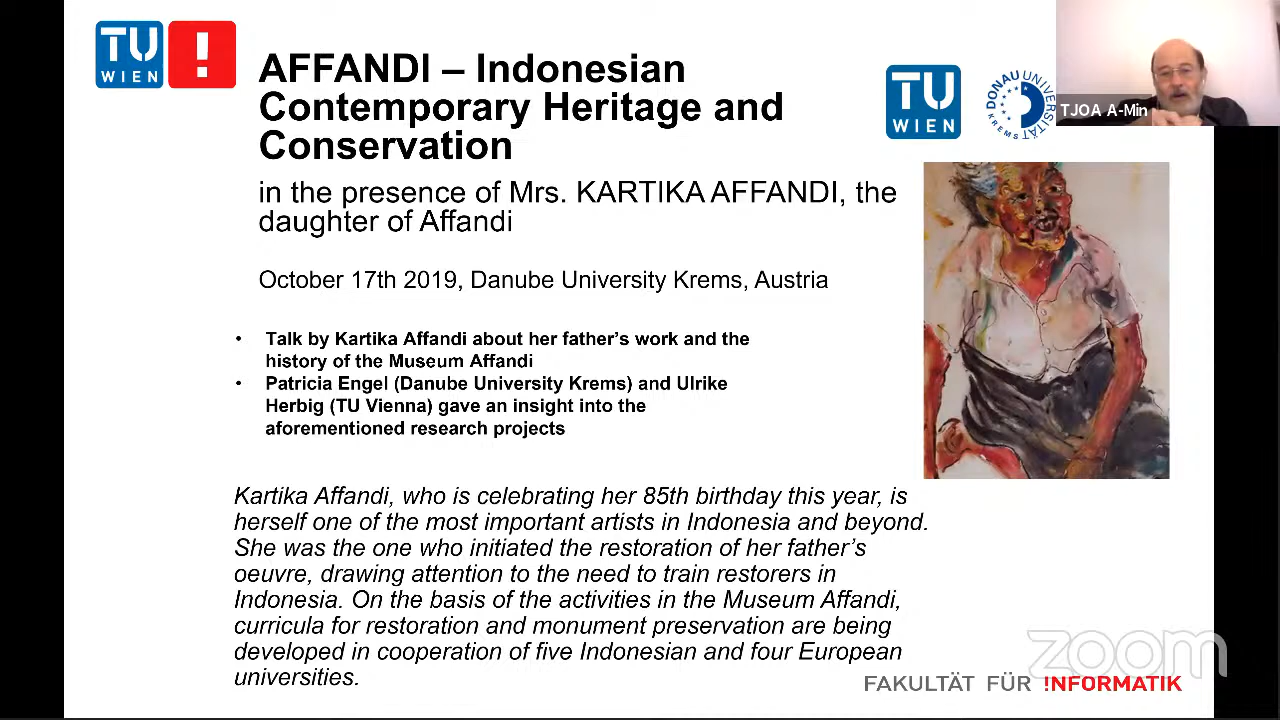 TU
WIEN
!
AFFANDI – Indonesian
Contemporary Heritage and
Conservation
in the presence of Mrs. KARTIKA AFFANDI, the
daughter of Affandi
October 17th 2019, Danube University Krems, Austria
TU
WIEN
DONAU UNIVERSITÄT
KREMS
TJOA A-Min
• Talk by Kartika Affandi about her father's work and the
history of the Museum Affandi
• Patricia Engel (Danube University Krems) and Ulrike
Herbig (TU Vienna) gave an insight into the
aforementioned research projects
Kartika Affandi, who is celebrating her 85th birthday this year, is
herself one of the most important artists in Indonesia and beyond.
She was the one who initiated the restoration of her father's
oeuvre, drawing attention to the need to train restorers in
Indonesia. On the basis of the activities in the Museum Affandi,
curricula for restoration and monument preservation are being
developed in cooperation of five Indonesian and four European
universities.
zoom
FAKULTÄT FÜR !NFORMATIK